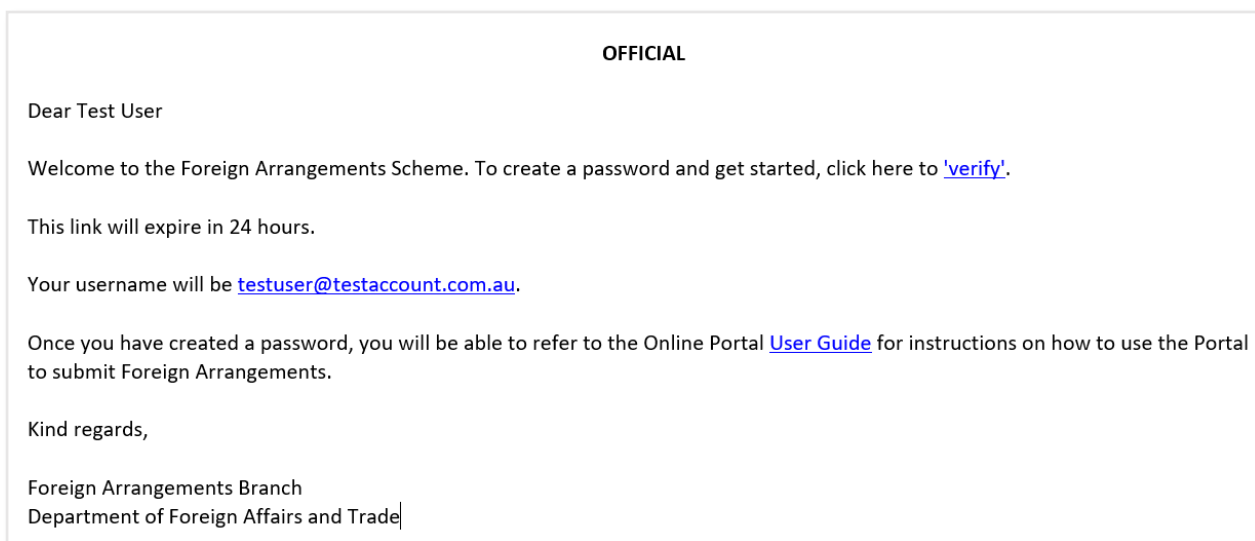 OFFICIAL
Dear Test User
Welcome to the Foreign Arrangements Scheme. To create a password and get started, click here to 'verify'.
This link will expire in 24 hours.
Your username will be testuser@testaccount.com.au.
Once you have created a password, you will be able to refer to the Online Portal User Guide for instructions on how to use the Portal
to submit Foreign Arrangements.
Kind regards,
Foreign Arrangements Branch
Department of Foreign Affairs and Trade